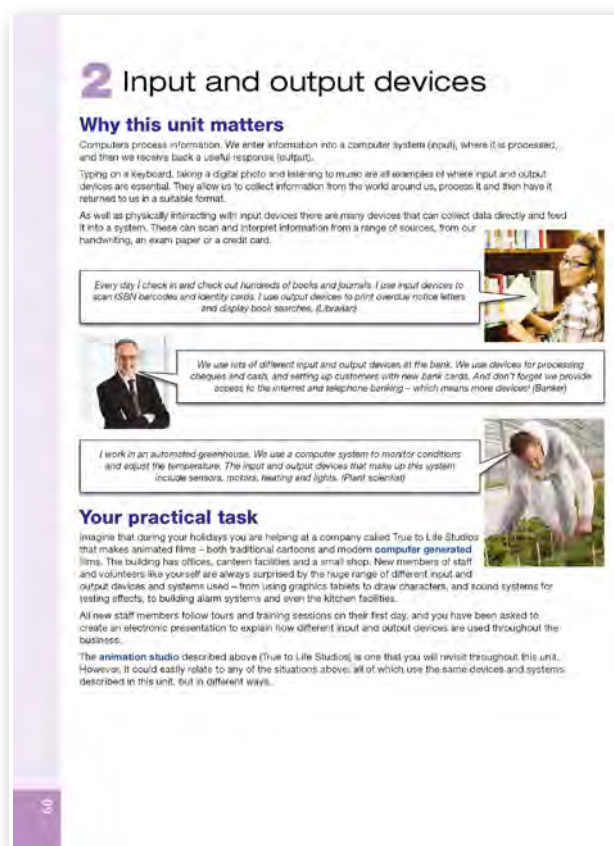 2 Input and output devices
Why this unit matters
Computers process information. We enter information into a computer system (input), where it is processed,
and then we receive back a useful response (output).
Typing on a keyboard, taking a digital photo and listening to music are all examples of where input and output
devices are essential. They allow us to collect information from the world around us, process it and then have it
returned to us in a suitable format.
As well as physically interacting with input devices there are many devices that can collect data directly and feed
it into a system. These can scan and interpret information from a range of sources, from our
handwriting, an exam paper or a credit card.
Every day I check in and check out hundreds of books and journals. I use input devices to
scan ISBN barcodes and identity cards. I use output devices to print overdue notice letters
and display book searches. (Librarian)
We use lots of different input and output devices at the bank. We use devices for processing
cheques and cash, and setting up customers with new bank cards. And don't forget we provide
access to the internet and telephone banking – which means more devices! (Banker)
I work in an automated greenhouse. We use a computer system to monitor conditions
and adjust the temperature. The input and output devices that make up this system
include sensors, motors, heating and lights. (Plant scientist)
Your practical task
Imagine that during your holidays you are helping at a company called True to Life Studios
that makes animated films – both traditional cartoons and modern computer generated
films. The building has offices, canteen facilities and a small shop. New members of staff
and volunteers like yourself are always surprised by the huge range of different input and
output devices and systems used – from using graphics tablets to draw characters, and sound systems for
testing effects, to building alarm systems and even the kitchen facilities.
All new staff members follow tours and training sessions on their first day, and you have been asked to
create an electronic presentation to explain how different input and output devices are used throughout the
business.
The animation studio described above (True to Life Studios) is one that you will revisit throughout this unit.
However, it could easily relate to any of the situations above, all of which use the same devices and systems
described in this unit, but in different ways.